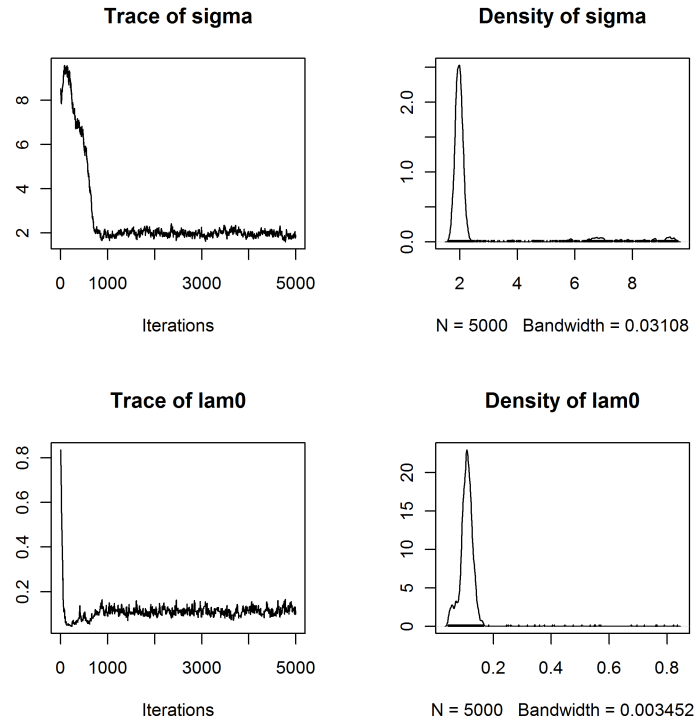 Trace of sigma
8
6
4
2
0 1000 3000 5000
Iterations
Density of sigma
2.0
1.0
0.0
2 4 6 8
N = 5000 Bandwidth = 0.03108
Trace of lam0
0.8
0.6
0.4
0.2
0 1000 3000 5000
Iterations
Density of lam0
20
15
10
5
0
0.2 0.4 0.6 0.8
N = 5000 Bandwidth = 0.003452